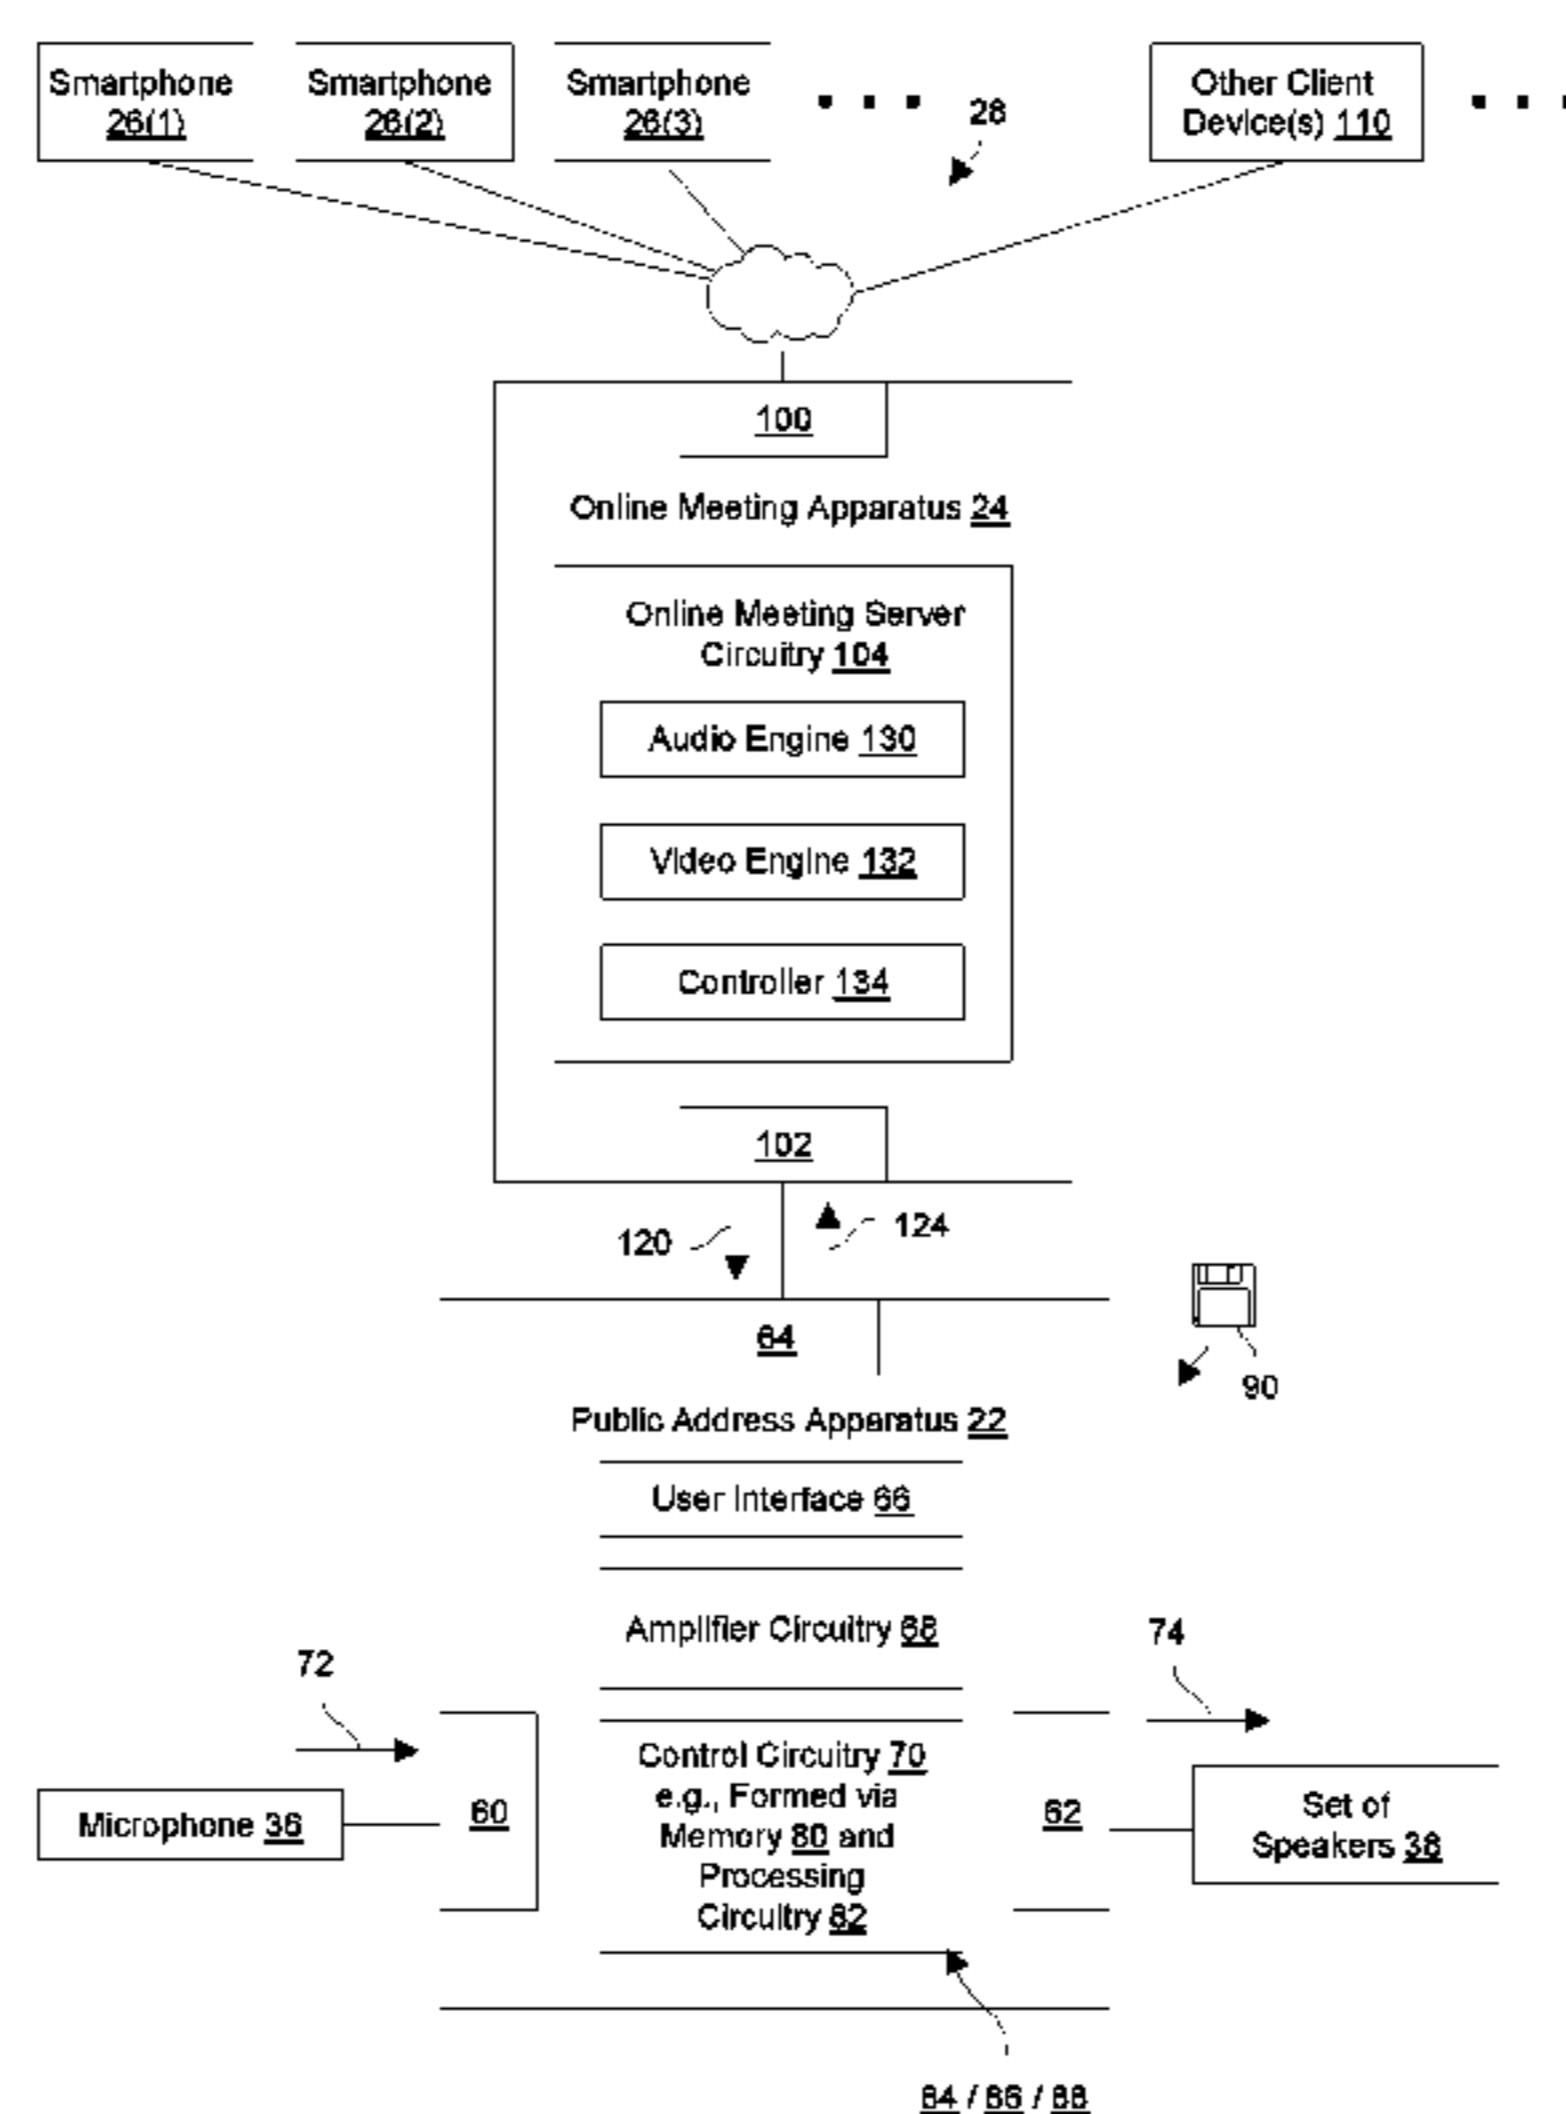 Smartphone
26(1)
Smartphone
26(2)
Smartphone
26(3)
28
Other Client
Device(s) 110
100
Online Meeting Apparatus 24
Online Meeting Server
Circuitry 104
Audio Engine 130
Video Engine 132
Controller 134
102
120
124
64
90
Public Address Apparatus 22
User Interface 66
Amplifier Circuitry 68
72
74
Microphone 36
60
Control Circuitry 70
e.g., Formed via
Memory 80 and
Processing
Circuitry 82
62
Set of
Speakers 38
84 / 86 / 88